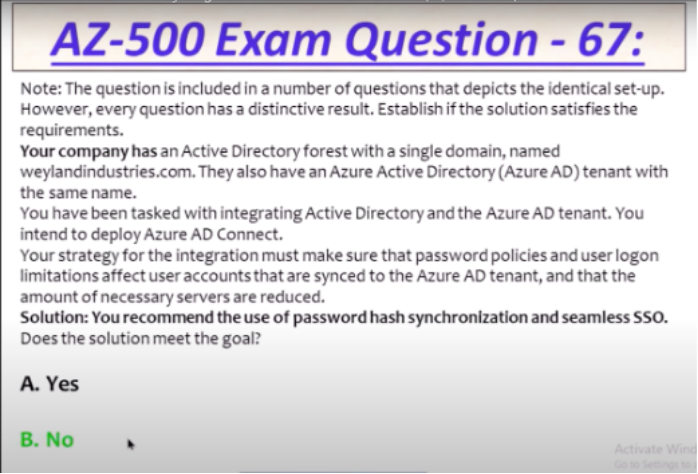 AZ-500 Exam Question - 67:
Note: The question is included in a number of questions that depicts the identical set-up.
However, every question has a distinctive result. Establish if the solution satisfies the
requirements.
Your company has an Active Directory forest with a single domain, named
weylandindustries.com. They also have an Azure Active Directory (Azure AD) tenant with
the same name.
You have been tasked with integrating Active Directory and the Azure AD tenant. You
intend to deploy Azure AD Connect.
Your strategy for the integration must make sure that password policies and user logon
limitations affect user accounts that are synced to the Azure AD tenant, and that the
amount of necessary servers are reduced.
Solution: You recommend the use of password hash synchronization and seamless SSO.
Does the solution meet the goal?
A. Yes
B. No
Activate Wind
Go to Settings to